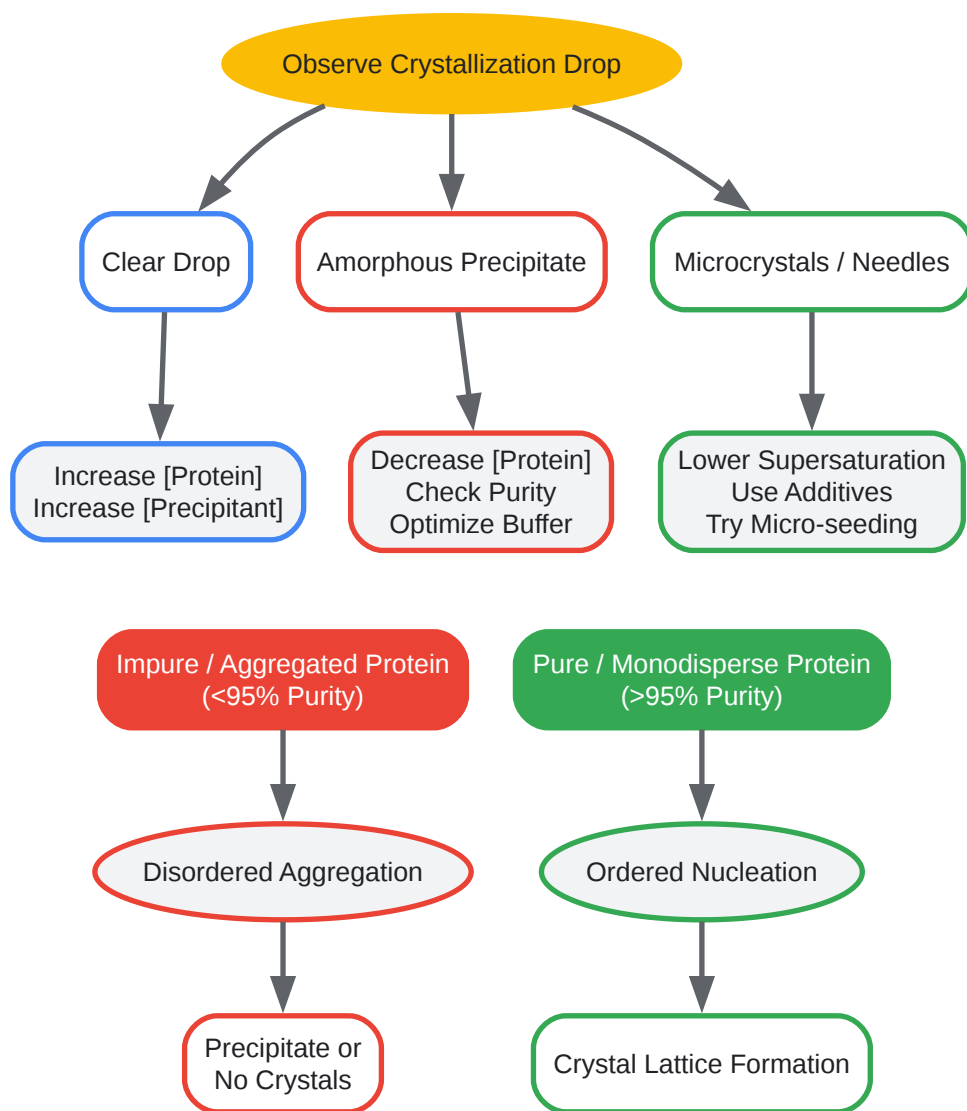 Observe Crystallization Drop
Clear Drop
Amorphous Precipitate
Microcrystals / Needles
Increase [Protein]
Increase [Precipitant]
Decrease [Protein]
Check Purity
Optimize Buffer
Lower Supersaturation
Use Additives
Try Micro-seeding
Impure / Aggregated Protein
(<95% Purity)
Pure / Monodisperse Protein
(>95% Purity)
Disordered Aggregation
Ordered Nucleation
Precipitate or
No Crystals
Crystal Lattice Formation